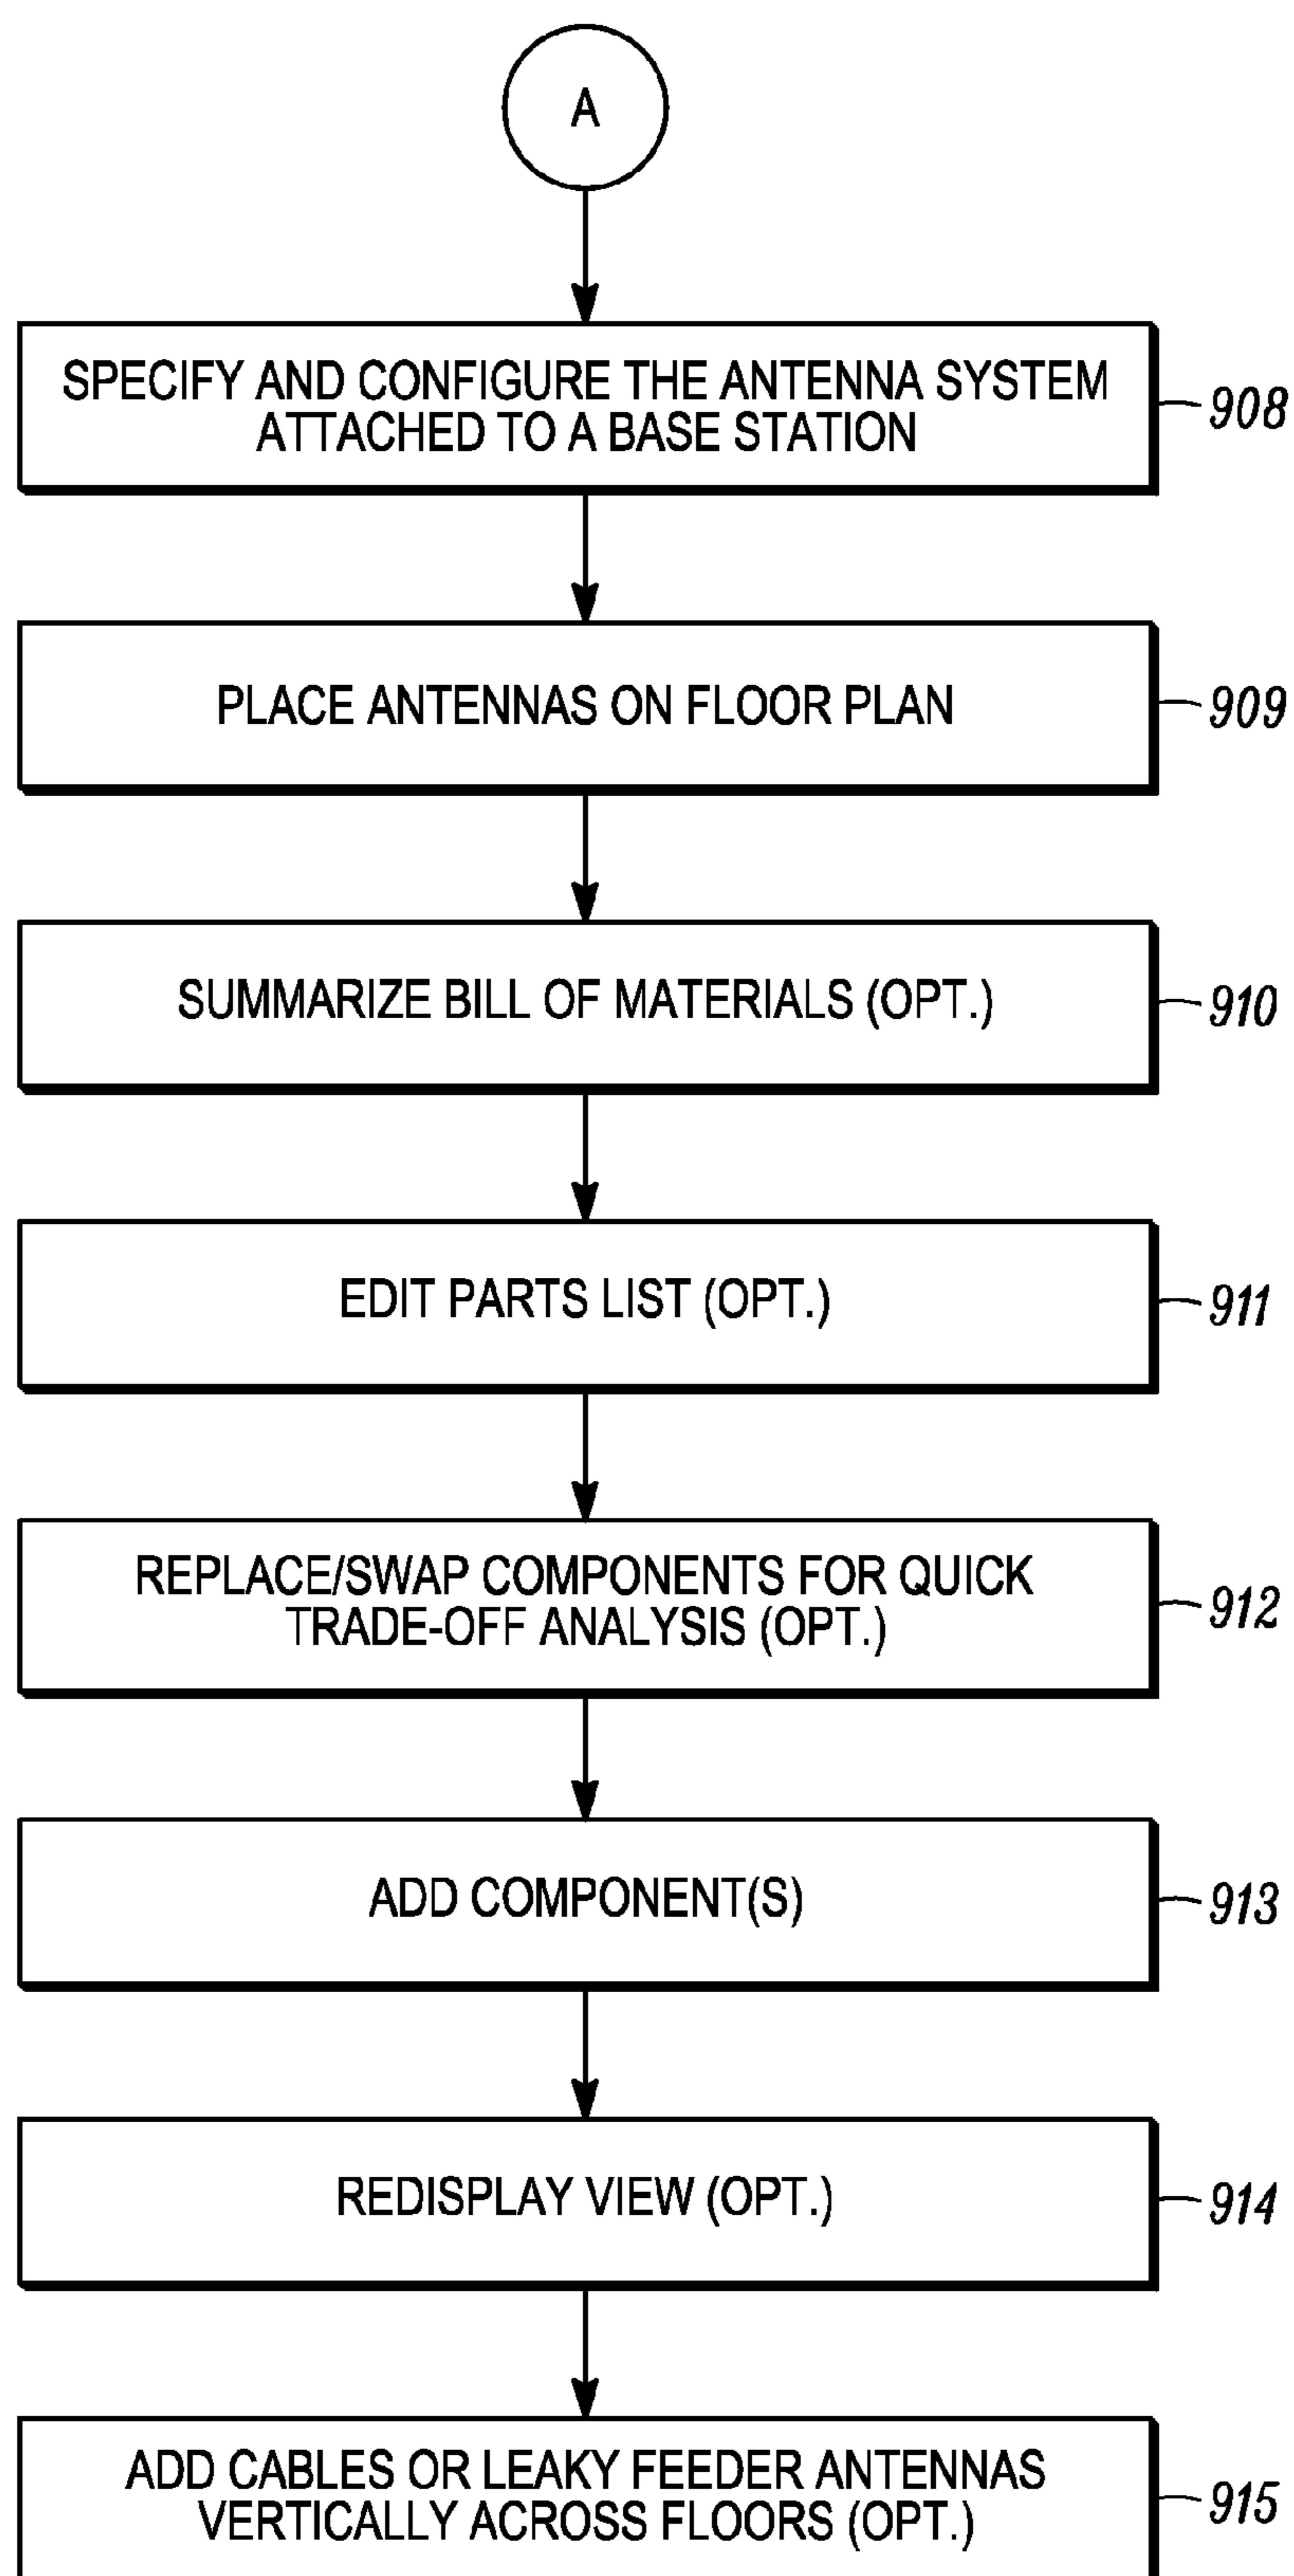 A
SPECIFY AND CONFIGURE THE ANTENNA SYSTEM
ATTACHED TO A BASE STATION
908
PLACE ANTENNAS ON FLOOR PLAN
909
SUMMARIZE BILL OF MATERIALS (OPT.)
910
EDIT PARTS LIST (OPT.)
911
REPLACE/SWAP COMPONENTS FOR QUICK
TRADE-OFF ANALYSIS (OPT.)
912
ADD COMPONENT(S)
913
REDISPLAY VIEW (OPT.)
914
ADD CABLES OR LEAKY FEEDER ANTENNAS
VERTICALLY ACROSS FLOORS (OPT.)
915